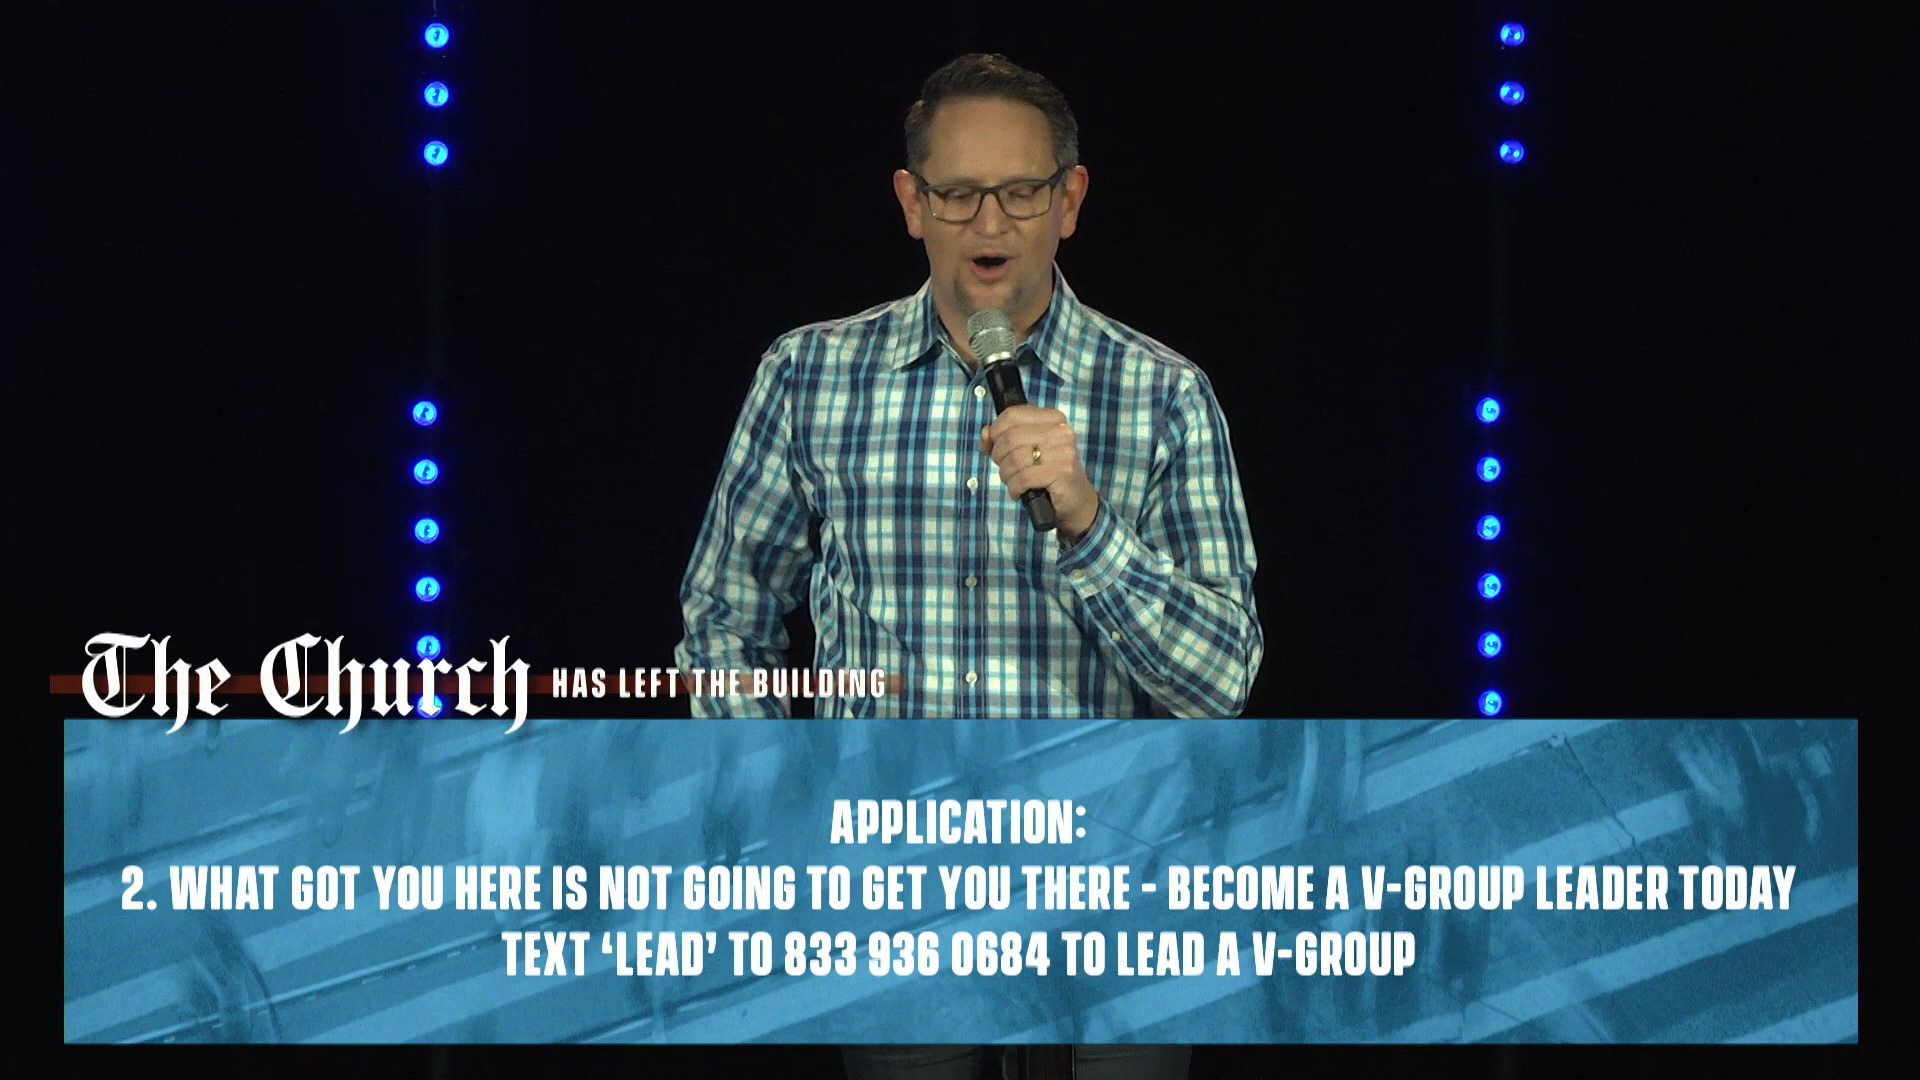 The Church HAS LEFT THE BUILDING
APPLICATION:
2. WHAT GOT YOU HERE IS NOT GOING TO GET YOU THERE - BECOME A V-GROUP LEADER TODAY
TEXT ‘LEAD’ TO 833 936 0684 TO LEAD A V-GROUP